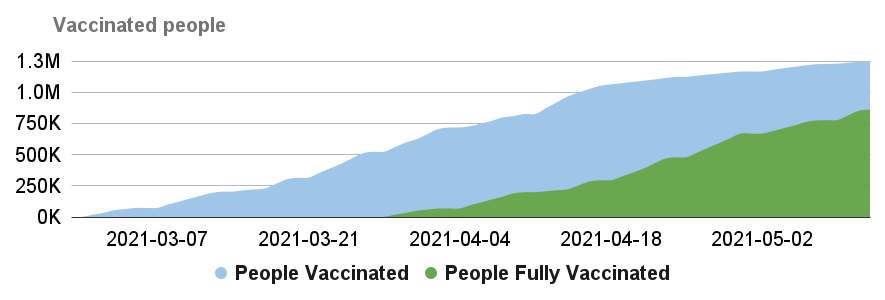 Vaccinated people
1.3M
1.0M
750K
500K
250K
0K
2021-03-07 2021-03-21 2021-04-04 2021-04-18 2021-05-02
People Vaccinated People Fully Vaccinated